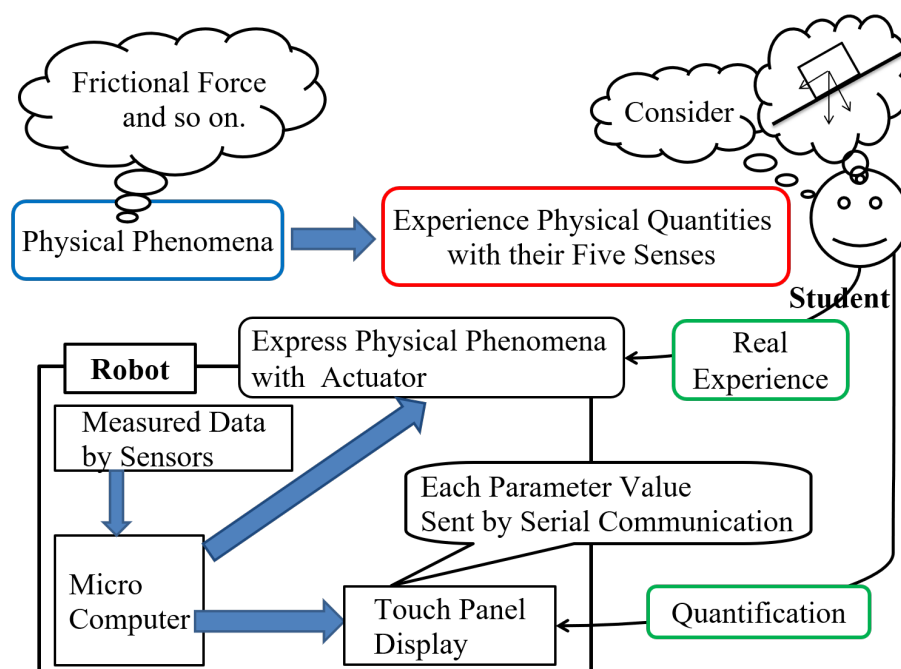 Frictional Force
and so on.
Consider
Physical Phenomena
Experience Physical Quantities
with their Five Senses
Student
Robot
Express Physical Phenomena
with Actuator
Real
Experience
Measured Data
by Sensors
Each Parameter Value
Sent by Serial Communication
Micro
Computer
Touch Panel
Display
Quantification